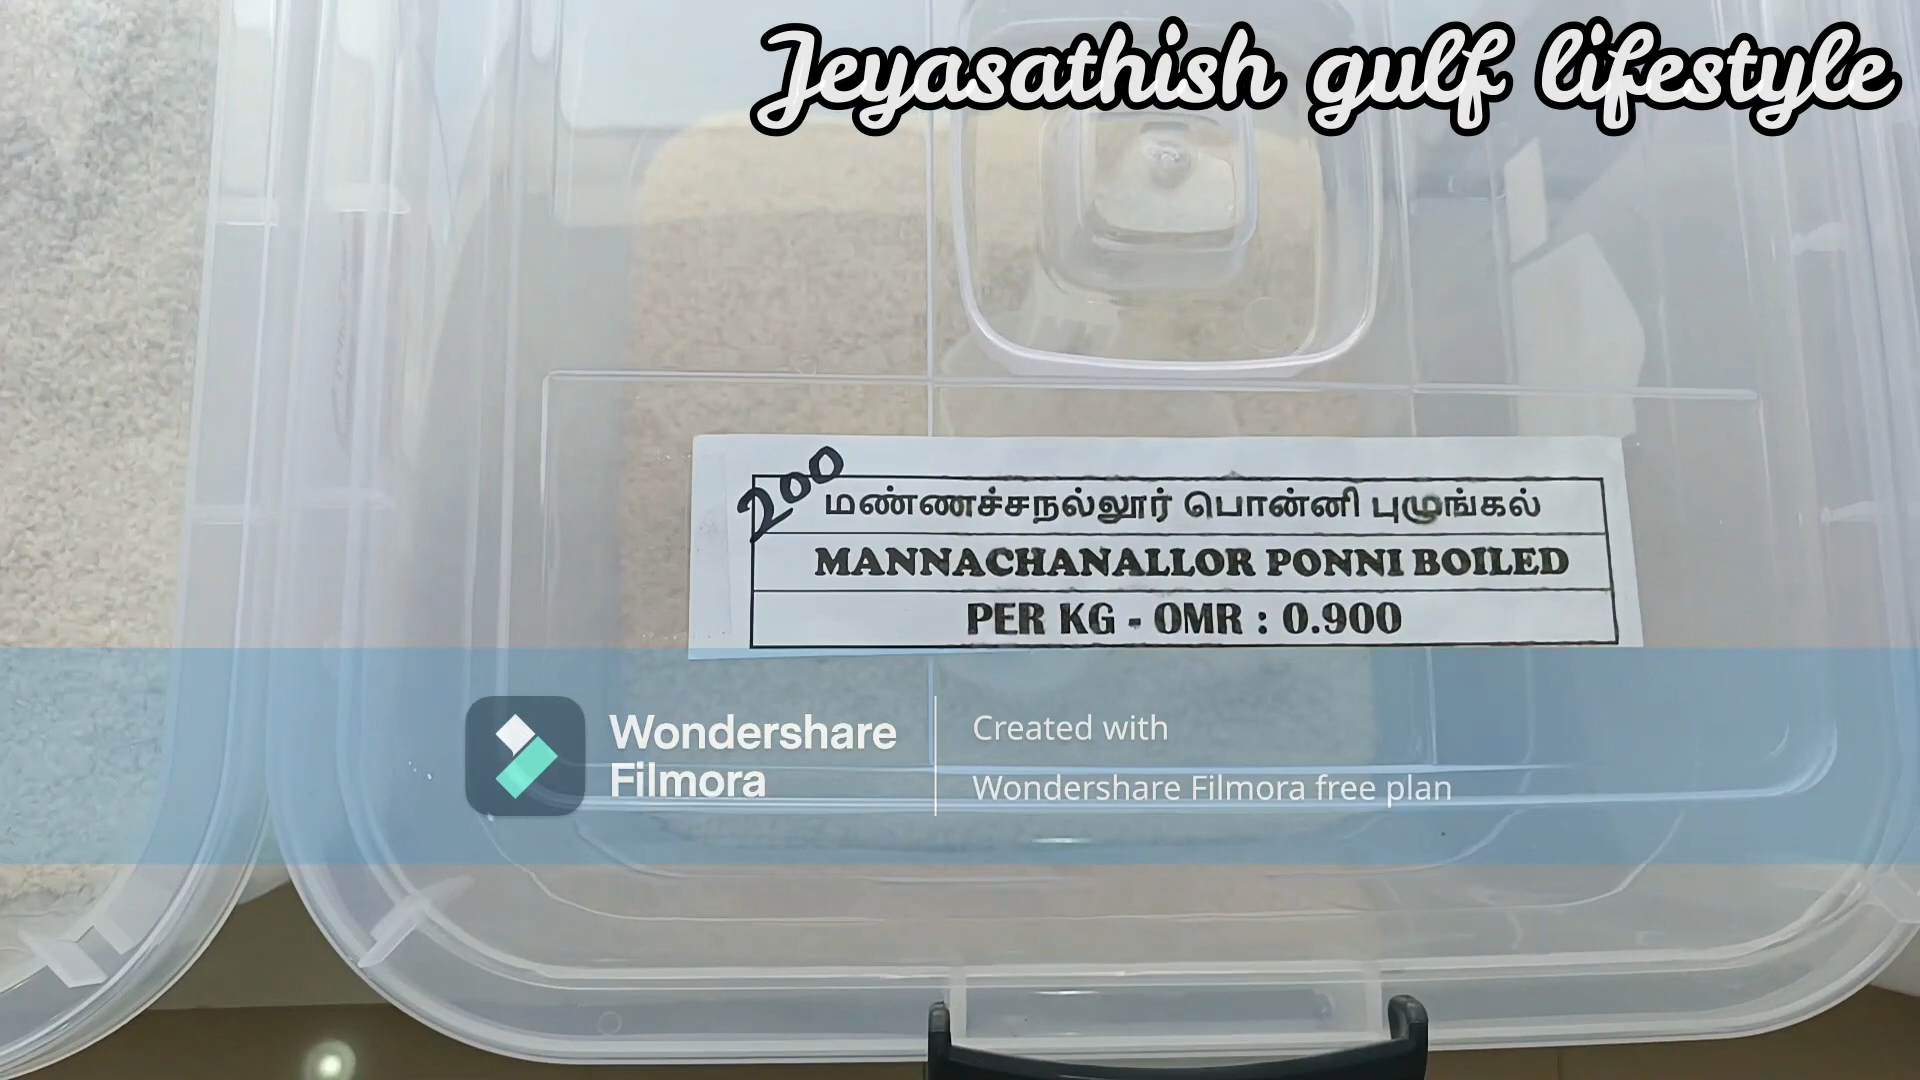 Jeyasathish gulf lifestyle
200
மண்ணச்சநல்லூர் பொன்னி புழுங்கல்
MANNACHANALLOR PONNI BOILED
PER KG - OMR : 0.900
Wondershare
Filmora
Created with
Wondershare Filmora free plan